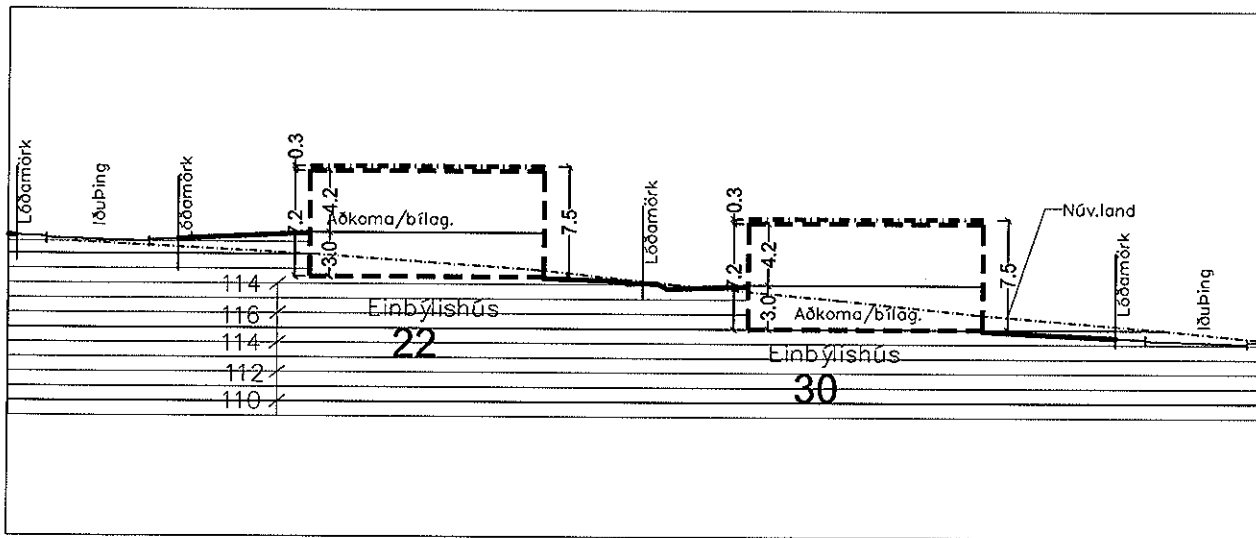 Lóðamörk
Iðuþing
Lóðamörk
0.3
7.2
4.2
3.0
Aðkoma/bílag.
7.5
Lóðamörk
0.3
7.2
4.2
3.0
Aðkoma/bílag.
7.5
Núv.land
Lóðamörk
Iðuþing
114
116
114
112
110
Einbýlishús
22
Einbýlishús
30